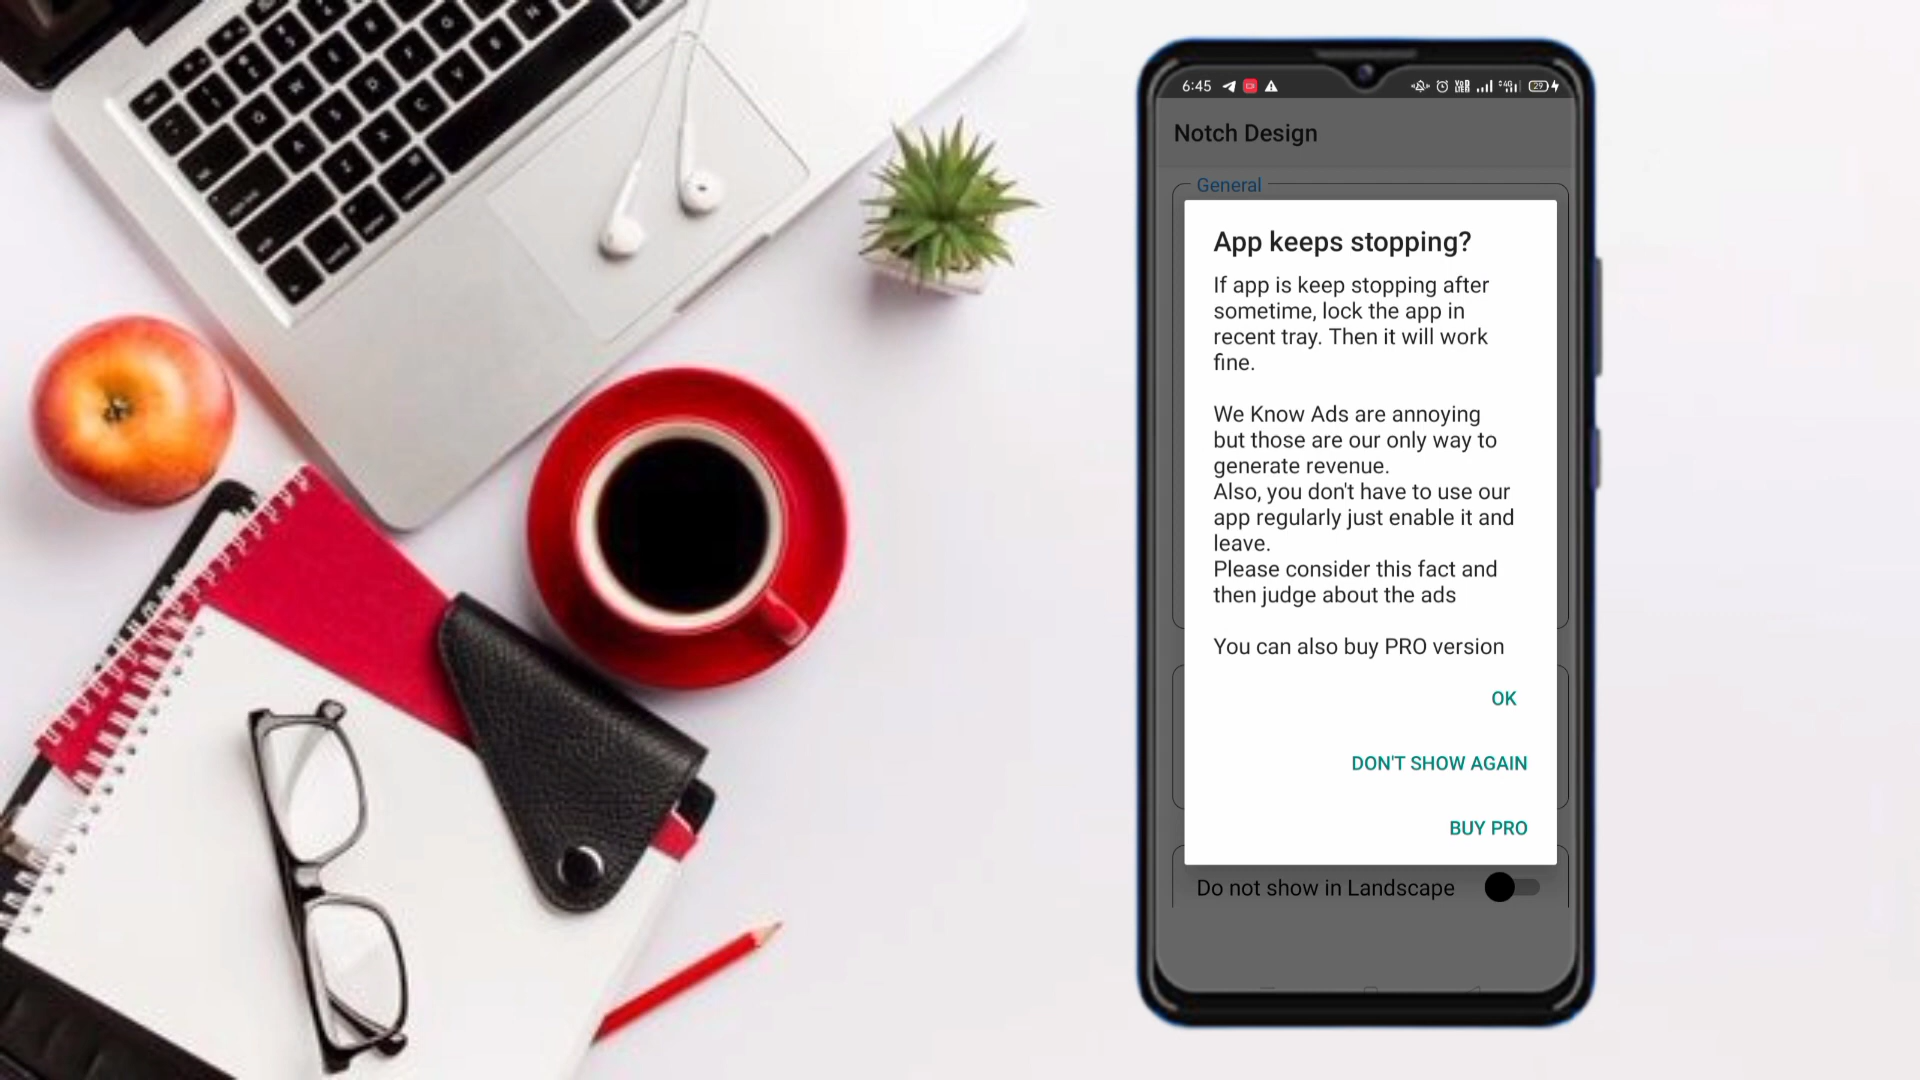 6:45
VoB
LTE
4G
29
Notch Design
General
App keeps stopping?
If app is keep stopping after
sometime, lock the app in
recent tray. Then it will work
fine.
We Know Ads are annoying
but those are our only way to
generate revenue.
Also, you don't have to use our
app regularly just enable it and
leave.
Please consider this fact and
then judge about the ads
You can also buy PRO version
OK
DON'T SHOW AGAIN
BUY PRO
Do not show in Landscape